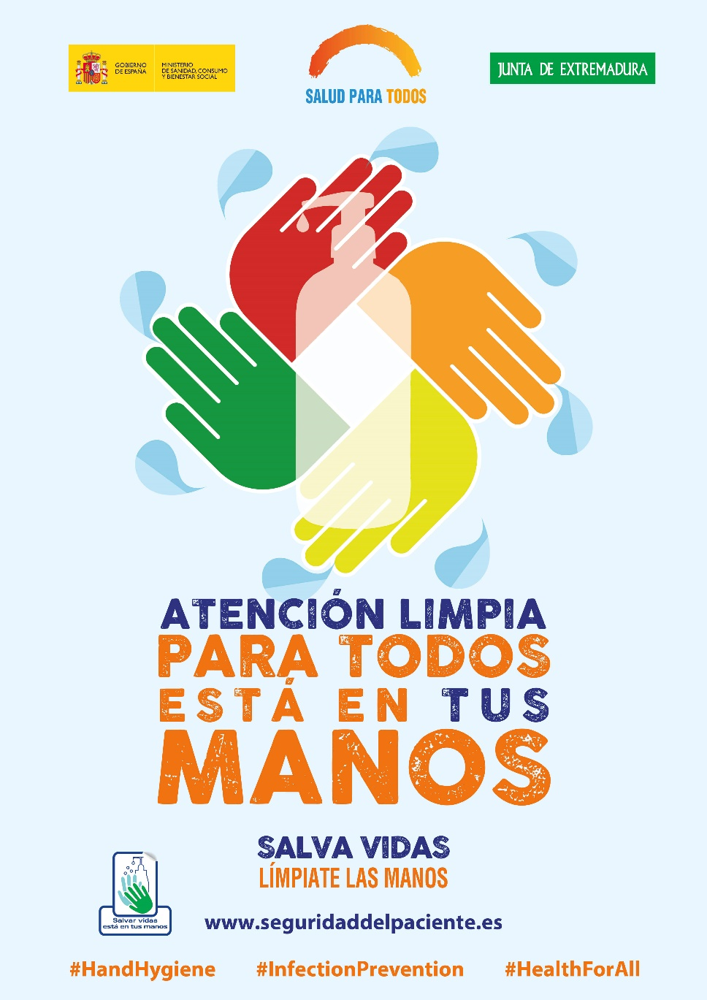 GOBIERNO
DE ESPAÑA
MINISTERIO
DE SANIDAD, CONSUMO
Y BIENESTAR SOCIAL
SALUD PARA TODOS
JUNTA DE EXTREMADURA
ATENCIÓN LIMPIA
PARA TODOS
ESTÁ EN TUS
MANOS
SALVA VIDAS
LÍMPIATE LAS MANOS
Salvar vidas
está en tus manos
www.seguridaddelpaciente.es
#HandHygiene #InfectionPrevention #HealthForAll